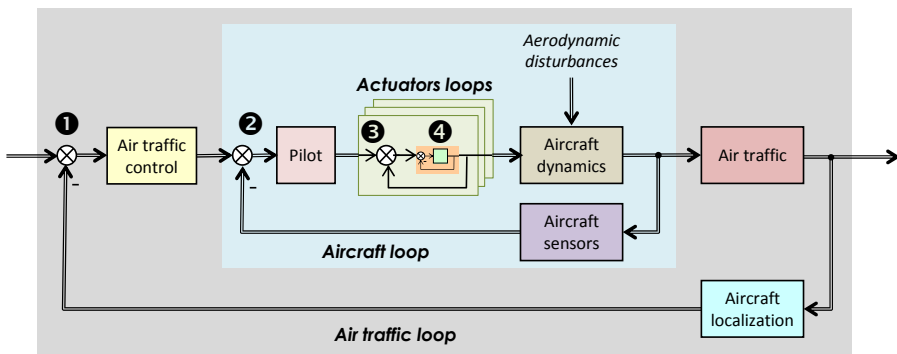 Aerodynamic
disturbances
Actuators loops
❶
❷
❸
❹
Air traffic
control
Pilot
Aircraft
dynamics
Air traffic
-
-
Aircraft
sensors
Aircraft loop
Aircraft
localization
Air traffic loop